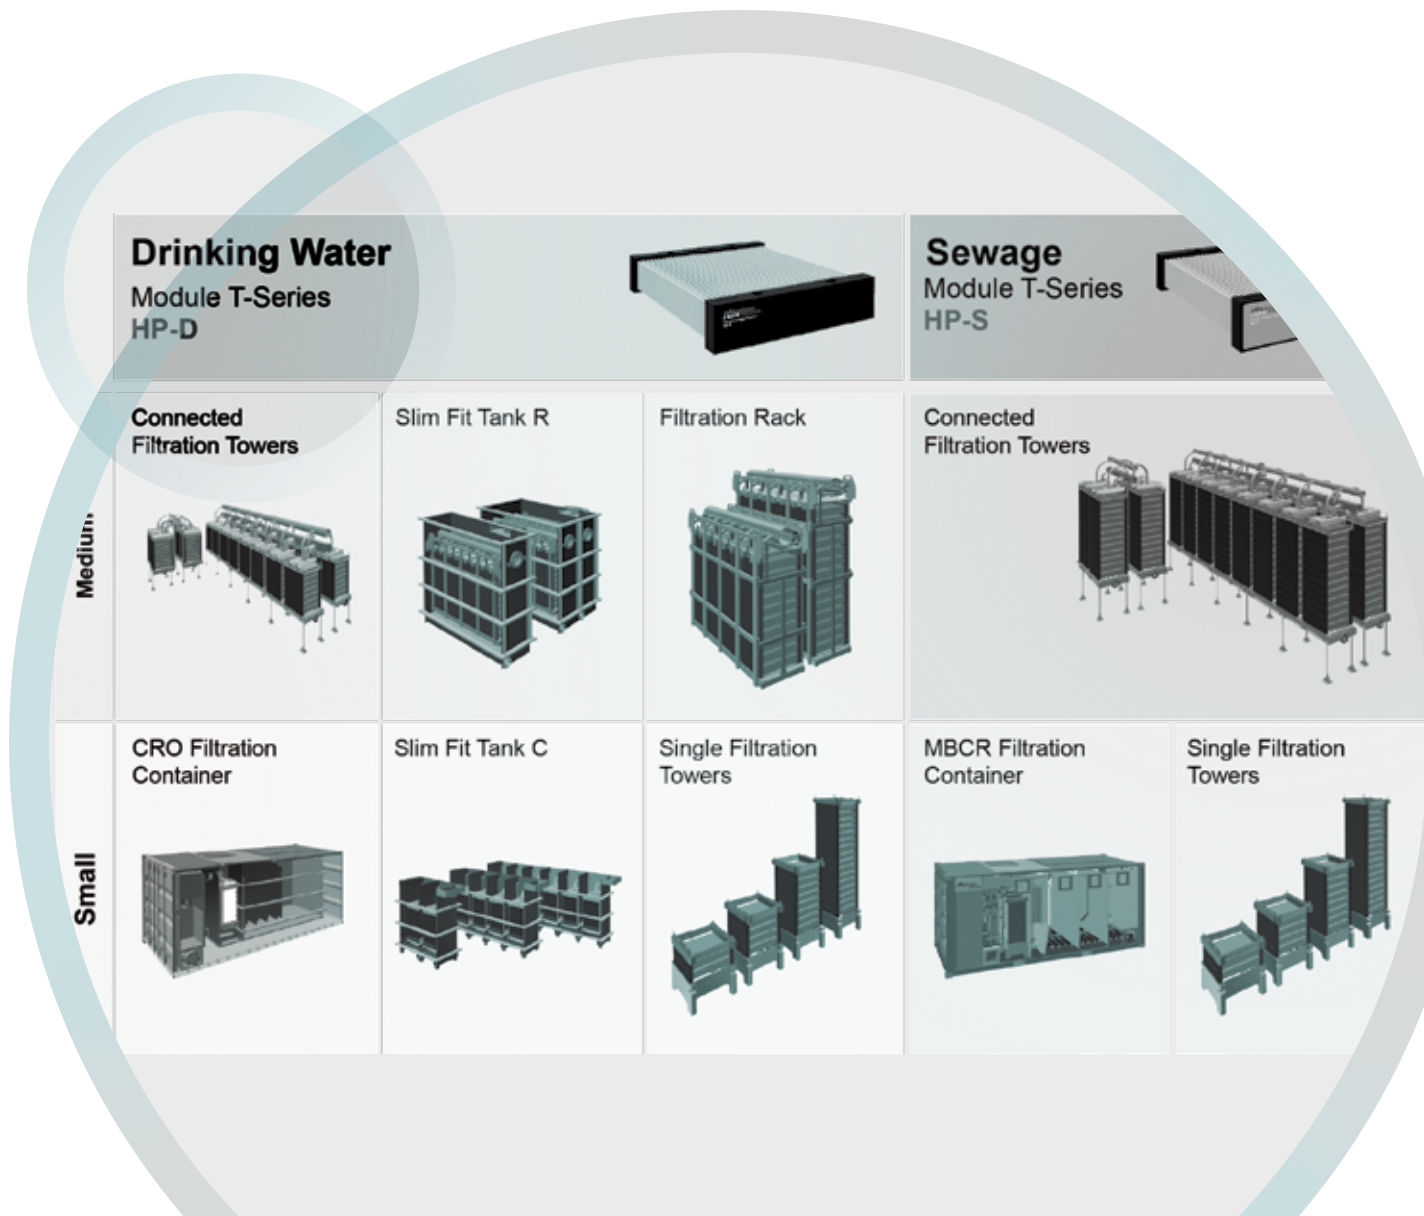 Drinking Water
Module T-Series
HP-D
Sewage
Module T-Series
HP-S
Medium
Connected
Filtration Towers
Slim Fit Tank R
Filtration Rack
Connected
Filtration Towers
Small
CRO Filtration
Container
Slim Fit Tank C
Single Filtration
Towers
MBCR Filtration
Container
Single Filtration
Towers